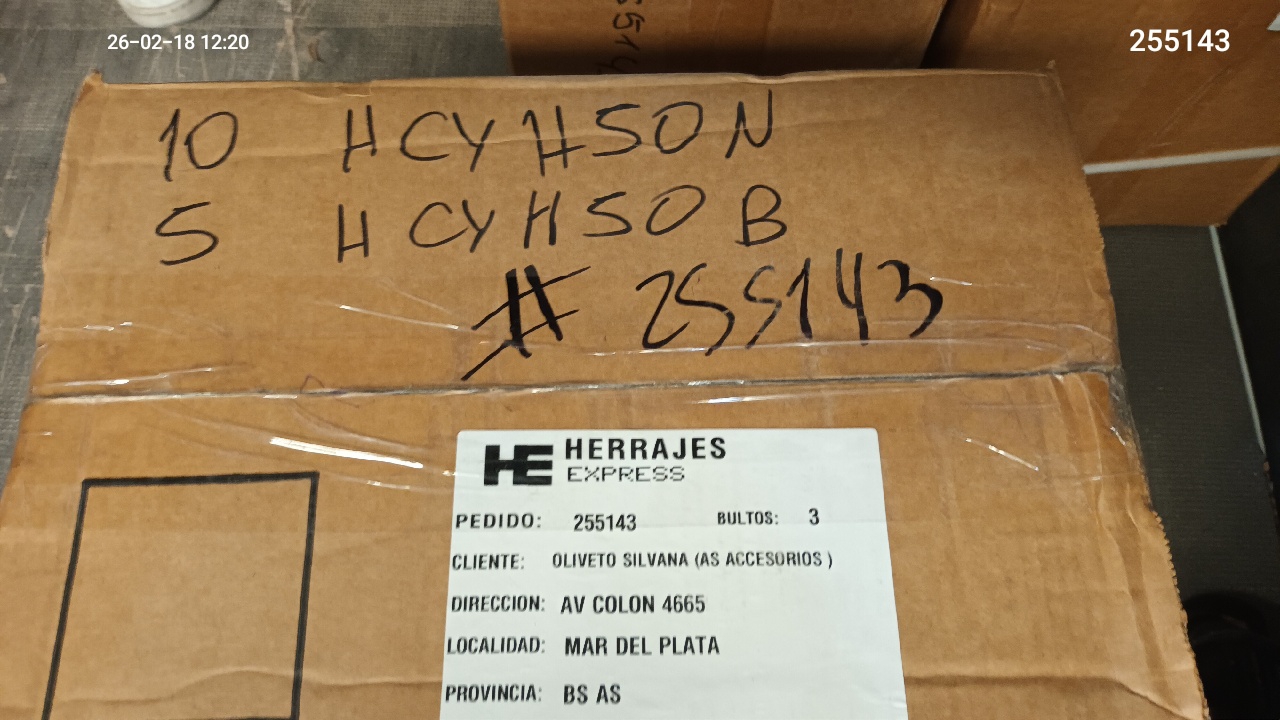 26-02-18 12:20
255143
10 HCYH50N
5 HCYH50B
# 255143
HE HERRAJES
EXPRESS
PEDIDO: 255143 BULTOS: 3
CLIENTE: OLIVETO SILVANA (AS ACCESORIOS )
DIRECCION: AV COLON 4665
LOCALIDAD: MAR DEL PLATA
PROVINCIA: BS AS